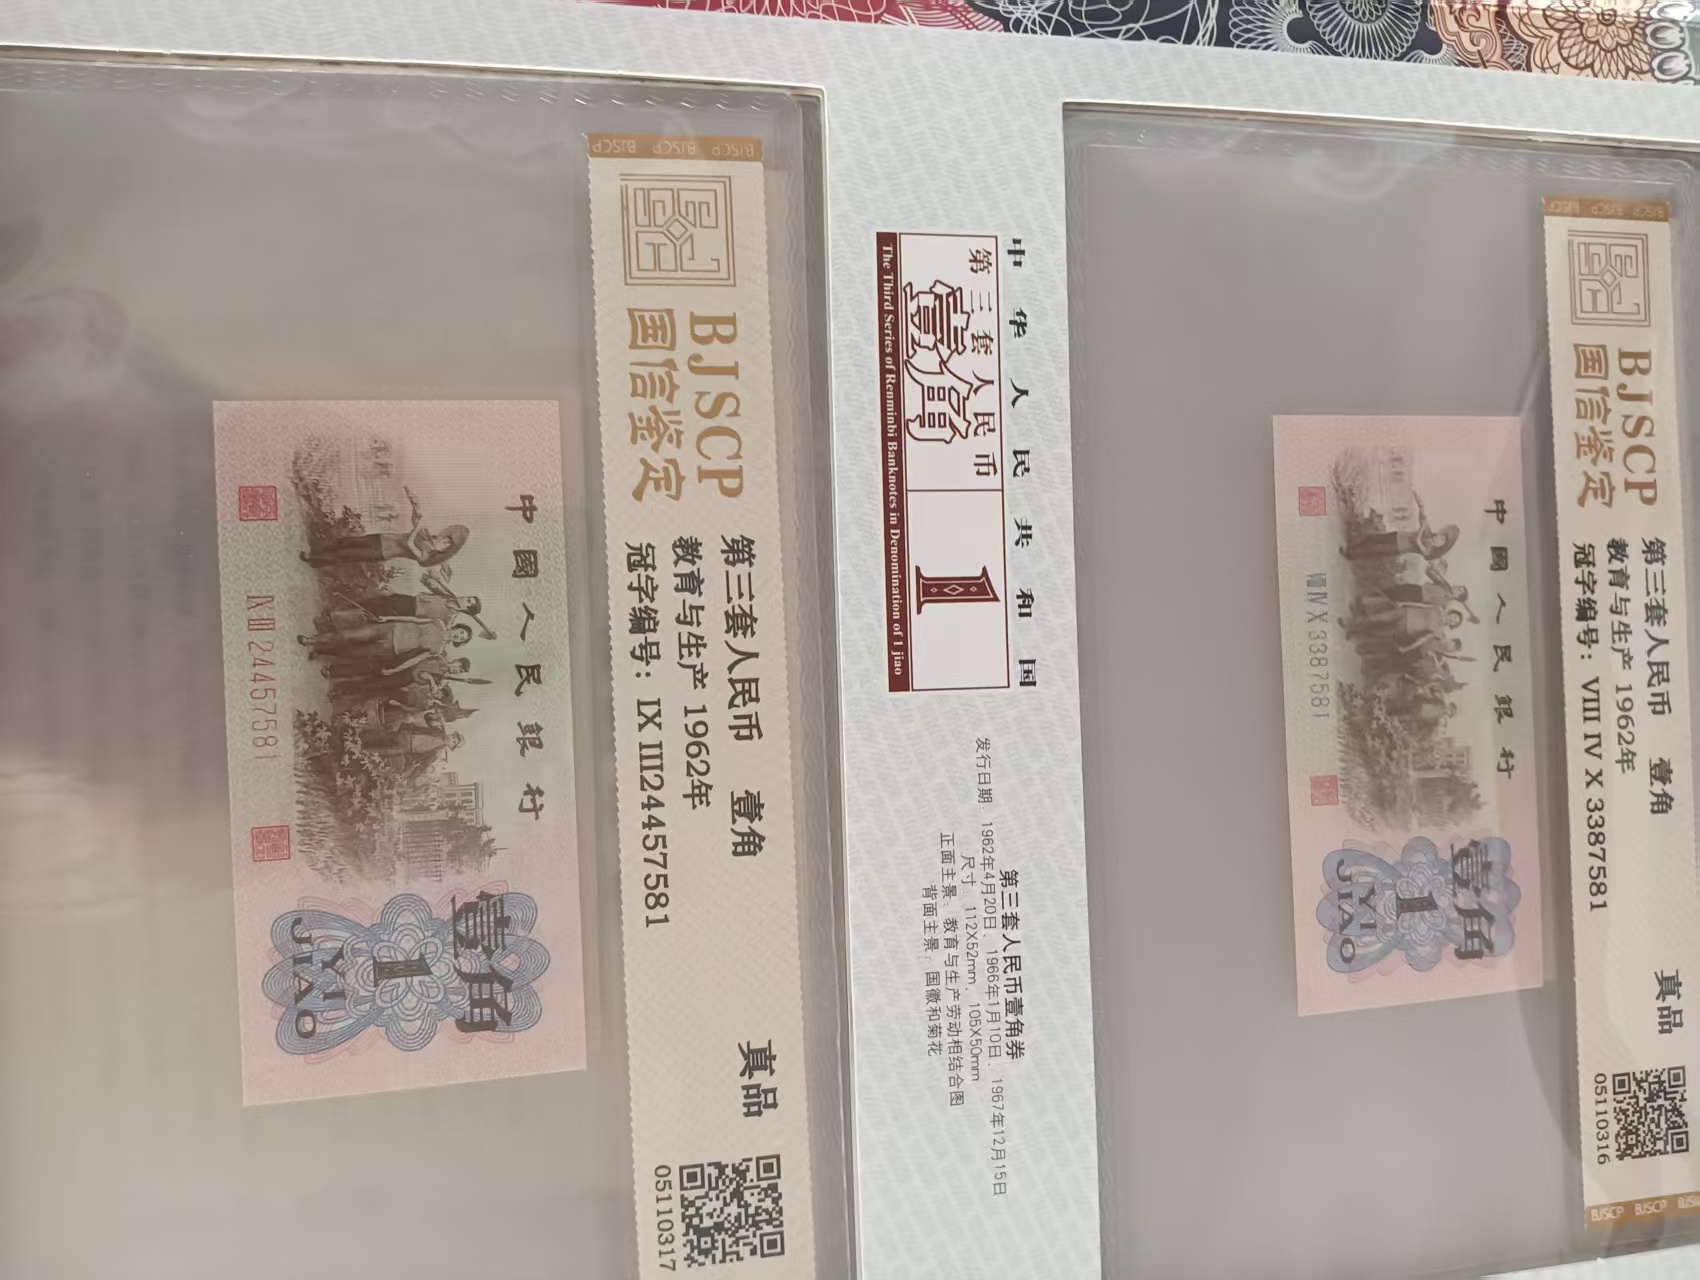 BJSCP BJSCP BJSCP BJSCP
BJSCP
国信鉴定
第三套人民币 壹角
教育与生产 1962年
冠字编号：VIII IV X 3387581
真品
05110316
BJSCP BJSCP BJSCP
中國人民銀行
VIII IV X 3387581
壹角
1
YI
JIAO
中华人民共和国
第三套人民币
壹角
1
The Third Series of Renminbi Banknotes in Denomination of 1 jiao
第三套人民币壹角券
发行日期：1962年4月20日、1966年1月10日、1967年12月15日
尺寸：112X52mm、105X50mm
正面主景：教育与生产劳动相结合图
背面主景：国徽和菊花
BJSCP BJSCP BJSCP
BJSCP
国信鉴定
第三套人民币 壹角
教育与生产 1962年
冠字编号：IX III2445 7581
真品
05110317
中國人民銀行
IX III 24457581
壹角
1
YI
JIAO